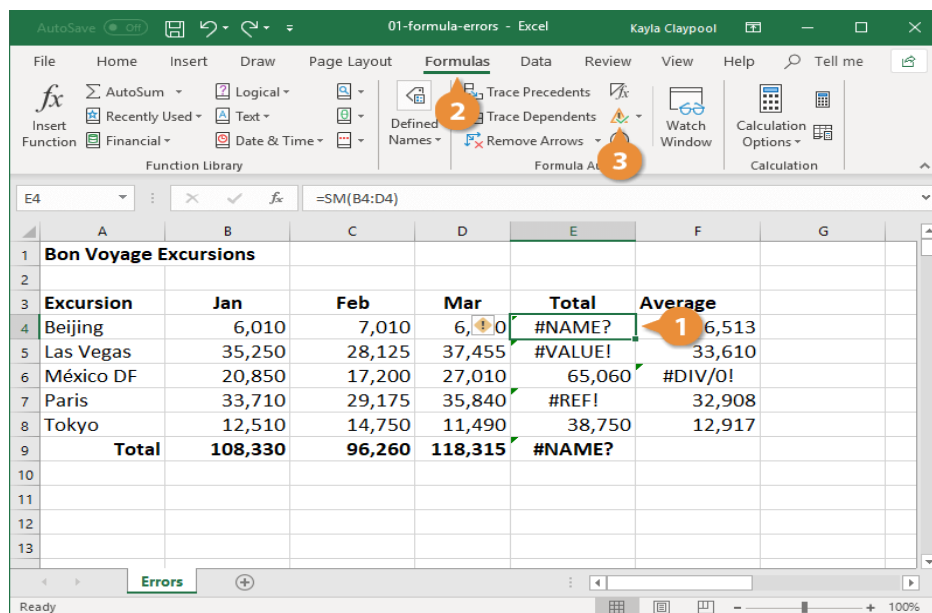 AutoSave Off 01-formula-errors - Excel Kayla Claypool
File Home Insert Draw Page Layout Formulas Data Review View Help Tell me
fx Insert Function
AutoSum
Recently Used
Financial
Logical
Text
Date & Time
Function Library
Defined Names
2
Trace Precedents
Trace Dependents
Remove Arrows
3
fx
Watch Window
Calculation Options
Calculation
E4 fx =SM(B4:D4)
A B C D E F G
1 Bon Voyage Excursions
2
3 Excursion Jan Feb Mar Total Average
4 Beijing 6,010 7,010 #NAME? 1 6,513
5 Las Vegas 35,250 28,125 37,455 #VALUE! 33,610
6 México DF 20,850 17,200 27,010 65,060 #DIV/0!
7 Paris 33,710 29,175 35,840 #REF! 32,908
8 Tokyo 12,510 14,750 11,490 38,750 12,917
9 Total 108,330 96,260 118,315 #NAME?
10
11
12
13
Errors
Ready 100%